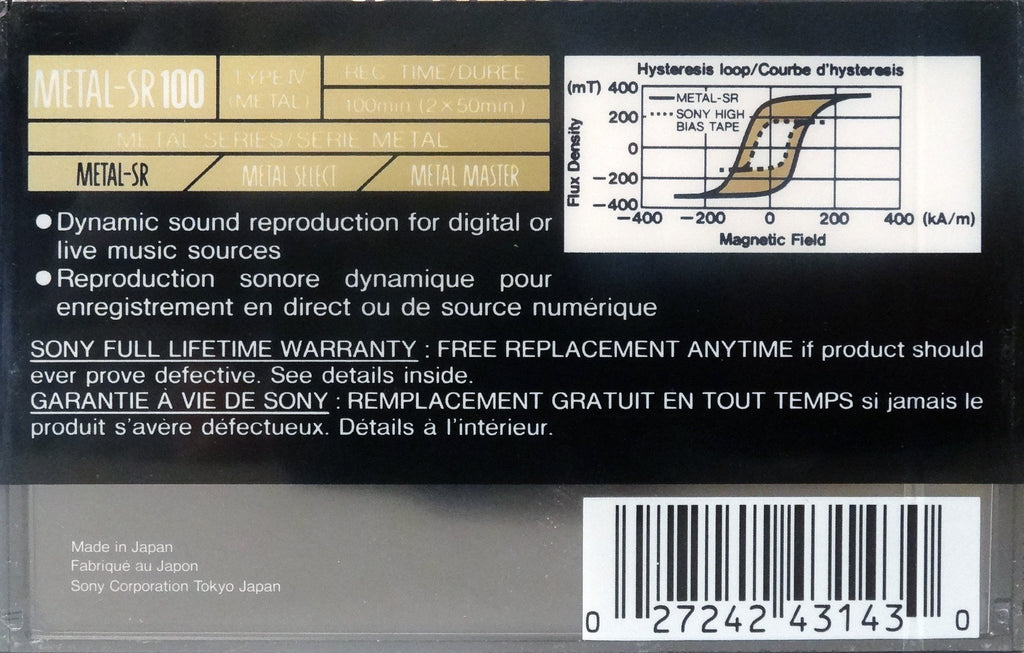 METAL-SR100
TYPE IV
(METAL)
REC TIME/DURÉE
100min (2×50min.)
METAL SERIES/SÉRIE METAL
METAL-SR
METAL SELECT
METAL MASTER
Hysteresis loop/Courbe d'hysteresis
(mT)
400
200
0
−200
−400
Flux Density
METAL-SR
SONY HIGH
BIAS TAPE
−400 −200 0 200 400 (kA/m)
Magnetic Field
●Dynamic sound reproduction for digital or
live music sources
●Reproduction sonore dynamique pour
enregistrement en direct ou de source numérique
SONY FULL LIFETIME WARRANTY : FREE REPLACEMENT ANYTIME if product should
ever prove defective. See details inside.
GARANTIE À VIE DE SONY : REMPLACEMENT GRATUIT EN TOUT TEMPS si jamais le
produit s'avère défectueux. Détails à l'intérieur.
Made in Japan
Fabriqué au Japon
Sony Corporation Tokyo Japan
0 27242 43143 0